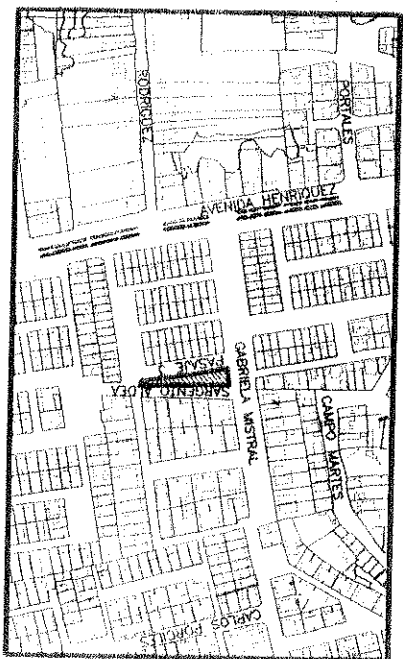 RODRIGUEZ
PORTALES
AVENIDA HENRIQUEZ
PASAJE
SARGENTO ALDEA
GABRIELA MISTRAL
CAMPO MARTES
CARLOS